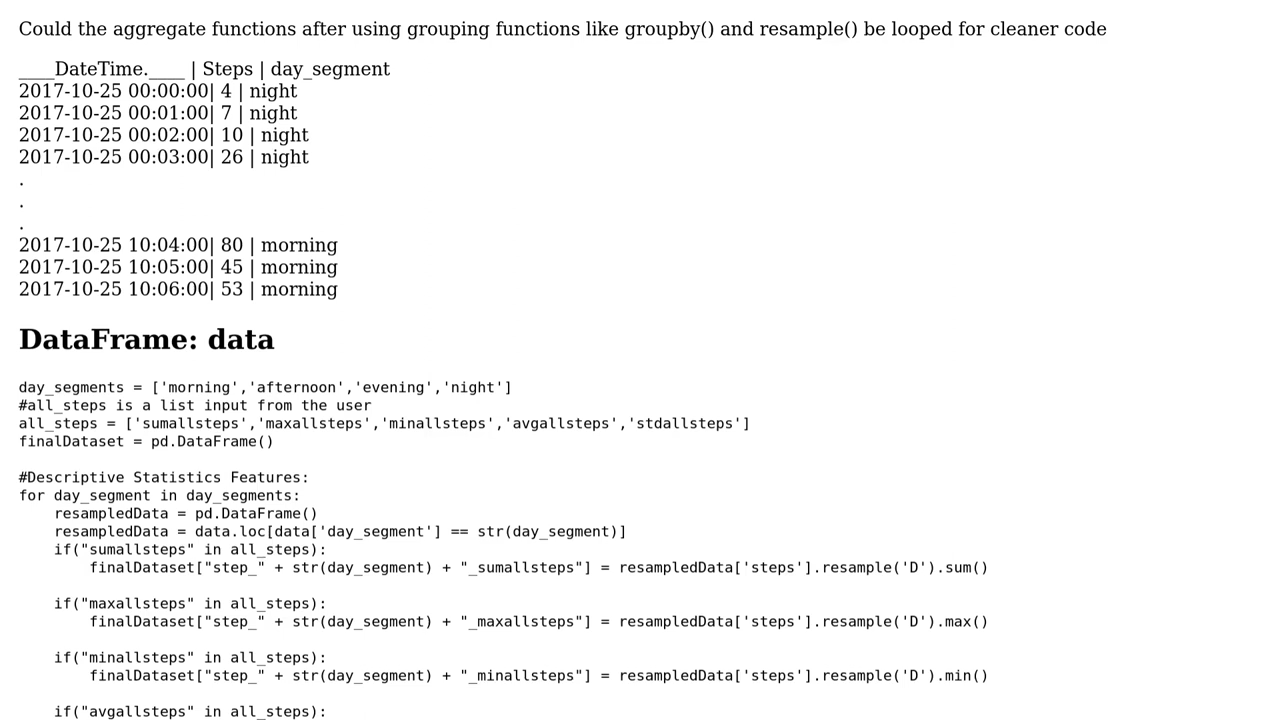 Could the aggregate functions after using grouping functions like groupby() and resample() be looped for cleaner code
____DateTime.____ | Steps | day_segment
2017-10-25 00:00:00| 4 | night
2017-10-25 00:01:00| 7 | night
2017-10-25 00:02:00| 10 | night
2017-10-25 00:03:00| 26 | night
.
.
.
2017-10-25 10:04:00| 80 | morning
2017-10-25 10:05:00| 45 | morning
2017-10-25 10:06:00| 53 | morning
DataFrame: data
day_segments = ['morning','afternoon','evening','night']
#all_steps is a list input from the user
all_steps = ['sumallsteps','maxallsteps','minallsteps','avgallsteps','stdallsteps']
finalDataset = pd.DataFrame()
#Descriptive Statistics Features:
for day_segment in day_segments:
    resampledData = pd.DataFrame()
    resampledData = data.loc[data['day_segment'] == str(day_segment)]
    if("sumallsteps" in all_steps):
        finalDataset["step_" + str(day_segment) + "_sumallsteps"] = resampledData['steps'].resample('D').sum()
    if("maxallsteps" in all_steps):
        finalDataset["step_" + str(day_segment) + "_maxallsteps"] = resampledData['steps'].resample('D').max()
    if("minallsteps" in all_steps):
        finalDataset["step_" + str(day_segment) + "_minallsteps"] = resampledData['steps'].resample('D').min()
    if("avgallsteps" in all_steps):